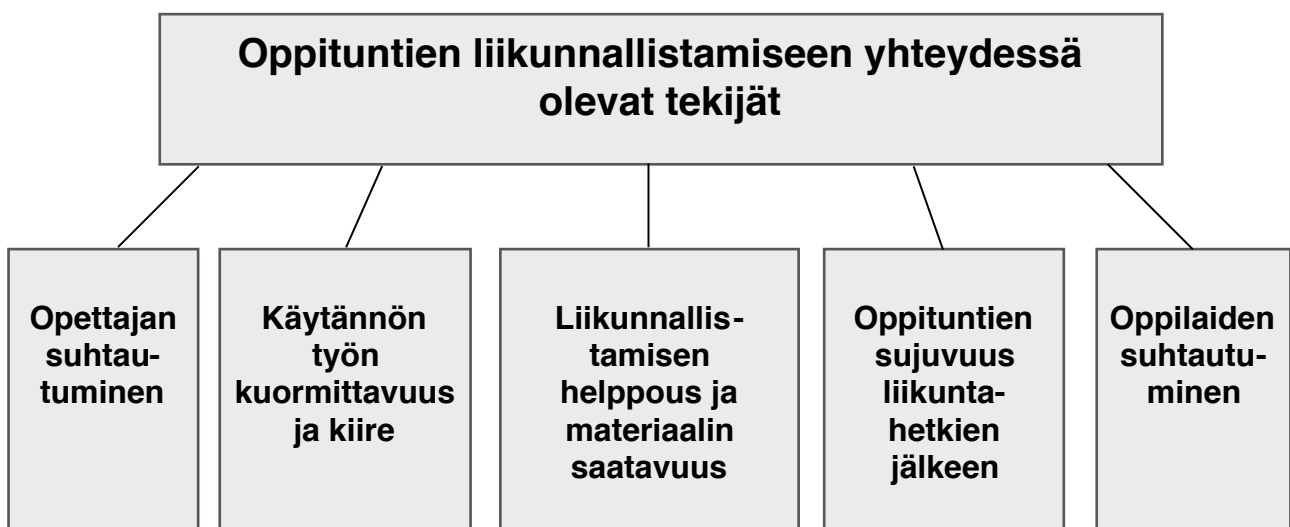 Oppituntien liikunnallistamiseen yhteydessä
olevat tekijät
Opettajan
suhtau-
tuminen
Käytännön
työn
kuormittavuus
ja kiire
Liikunnallis-
tamisen
helppous ja
materiaalin
saatavuus
Oppituntien
sujuvuus
liikunta-
hetkien
jälkeen
Oppilaiden
suhtautu-
minen